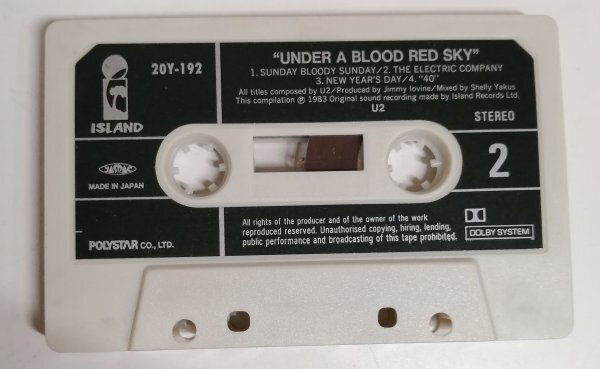 20Y-192
ISLAND
"UNDER A BLOOD RED SKY"
1. SUNDAY BLOODY SUNDAY/2. THE ELECTRIC COMPANY
3. NEW YEAR'S DAY/4. "40"
All titles composed by U2/Produced by Jimmy Iovine/Mixed by Shelly Yakus
This compilation ℗ 1983 Original sound recording made by Island Records Ltd.
U2
STEREO
2
JASRAC
MADE IN JAPAN
POLYSTAR CO., LTD.
All rights of the producer and of the owner of the work
reproduced reserved. Unauthorised copying, hiring, lending,
public performance and broadcasting of this tape prohibited.
DOLBY SYSTEM